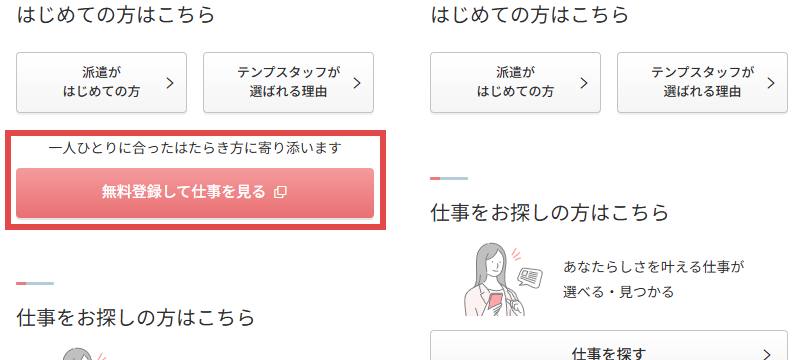 はじめての方はこちら
派遣が
はじめての方
テンプスタッフが
選ばれる理由
一人ひとりに合ったはたらき方に寄り添います
無料登録して仕事を見る
仕事をお探しの方はこちら
はじめての方はこちら
派遣が
はじめての方
テンプスタッフが
選ばれる理由
仕事をお探しの方はこちら
あなたらしさを叶える仕事が
選べる・見つかる
仕事を探す